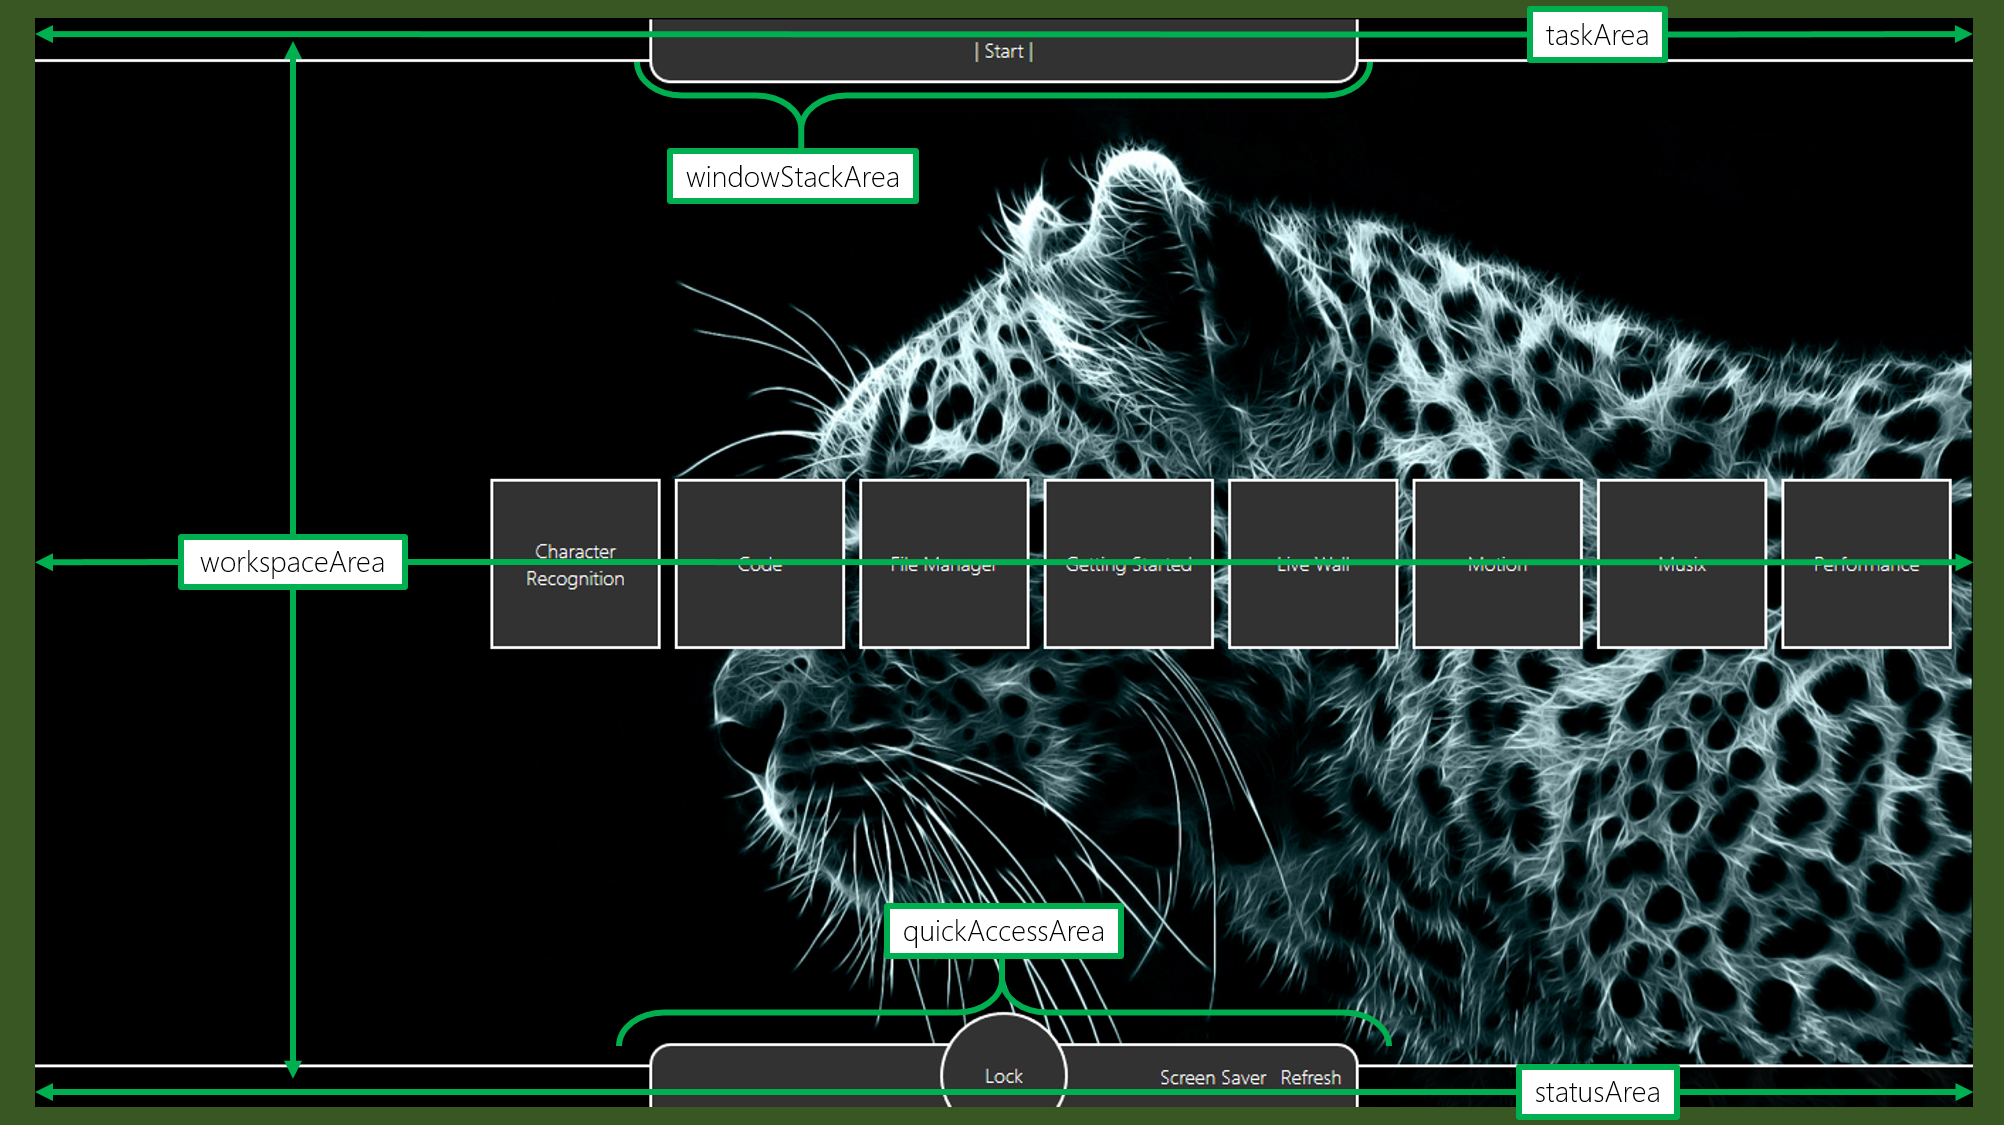 taskArea
| Start |
windowStackArea
Character
Recognition
Code
File Manager
Getting Started
Live Wall
Motion
Musix
Performance
workspaceArea
quickAccessArea
Lock
Screen Saver
Refresh
statusArea